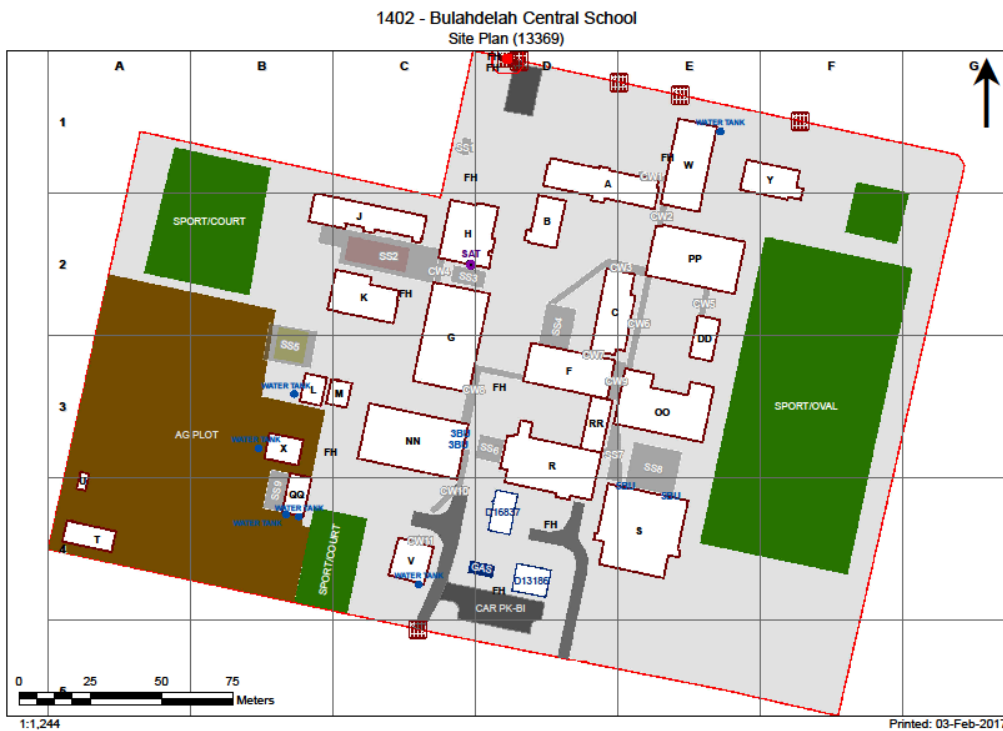 1402 - Bulahdelah Central School
Site Plan (13369)
A
B
C
D
E
F
G
FH
FH
1
WATER TANK
FH
CW1
W
Y
A
FH
SPORT/COURT
J
H
B
CW2
2
SS2
SAT
CW4
SS3
CW3
PP
K
FH
C
CW5
SS4
CW6
G
DD
SS5
CW7
F
WATER TANK
L
M
CW8
FH
CW9
3
OO
SPORT/OVAL
AG PLOT
WATER TANK
X
FH
NN
3BU
3BU
SS6
RR
SS7
SS8
R
U
SS9
QQ
CW10
SBU
SBU
WATER TANK
WATER TANK
D16837
FH
S
T
4
SPORT/COURT
CW11
V
WATER TANK
GAS
D13186
FH
CAR PK-BI
0
25
50
75
Meters
1:1,244
Printed: 03-Feb-2017